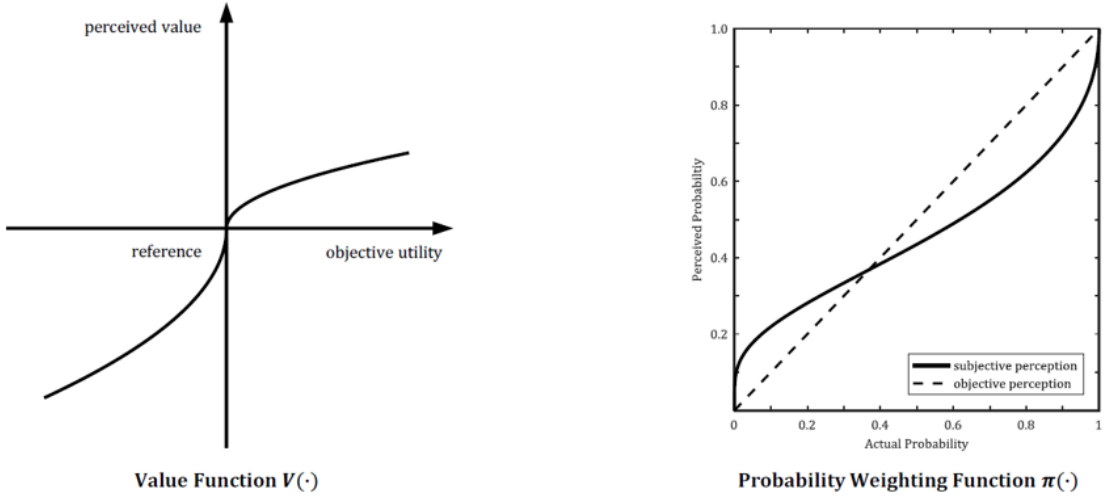 perceived value
reference
objective utility
Value Function V(·)
1.0
0.8
0.6
0.4
0.2
Perceived Probabiltiy
subjective perception
objective perception
0
0.2
0.4
0.6
0.8
1
Actual Probability
Probability Weighting Function π(·)